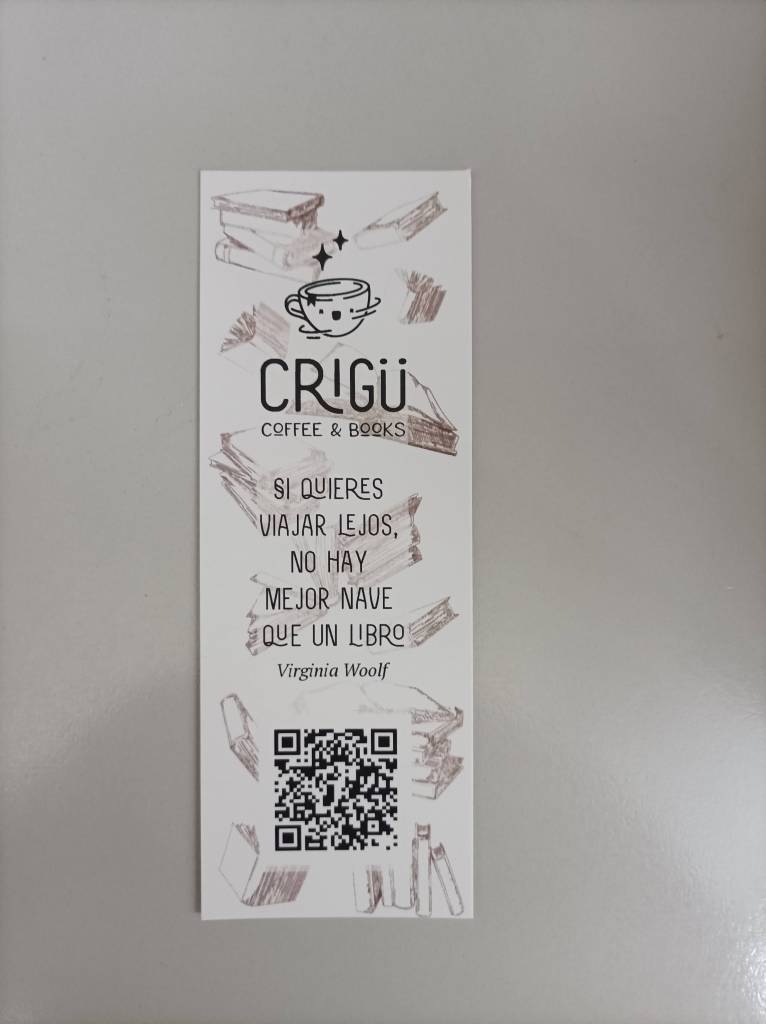 CRIGÜ
COFFEE & BOOKS
SI QUIERES
VIAJAR LEJOS,
NO HAY
MEJOR NAVE
QUE UN LIBRO
Virginia Woolf